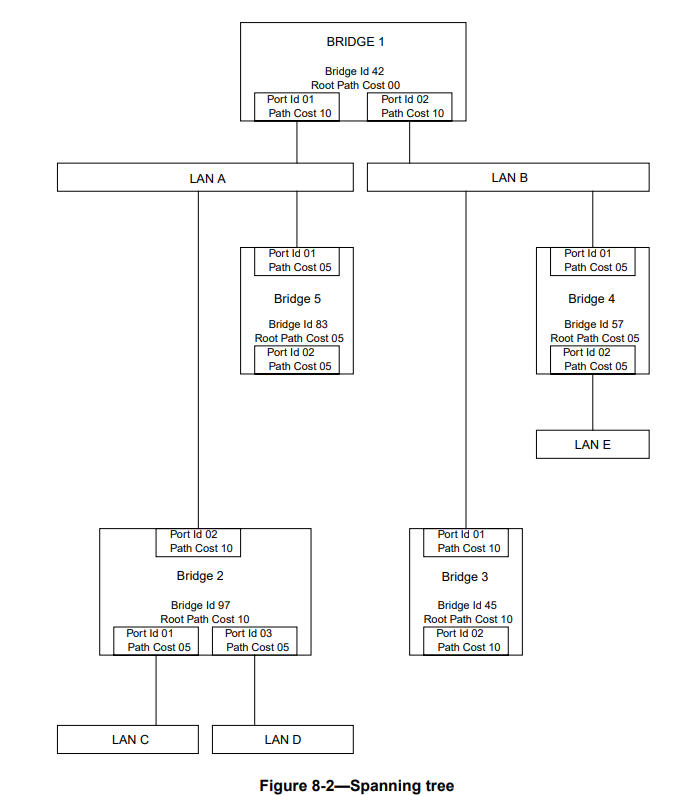 BRIDGE 1
Bridge Id 42
Root Path Cost 00
Port Id 01
Path Cost 10
Port Id 02
Path Cost 10
LAN A
LAN B
Port Id 01
Path Cost 05
Bridge 5
Bridge Id 83
Root Path Cost 05
Port Id 02
Path Cost 05
Port Id 01
Path Cost 05
Bridge 4
Bridge Id 57
Root Path Cost 05
Port Id 02
Path Cost 05
LAN E
Port Id 02
Path Cost 10
Bridge 2
Bridge Id 97
Root Path Cost 10
Port Id 01
Path Cost 05
Port Id 03
Path Cost 05
Port Id 01
Path Cost 10
Bridge 3
Bridge Id 45
Root Path Cost 10
Port Id 02
Path Cost 10
LAN C
LAN D
Figure 8-2—Spanning tree